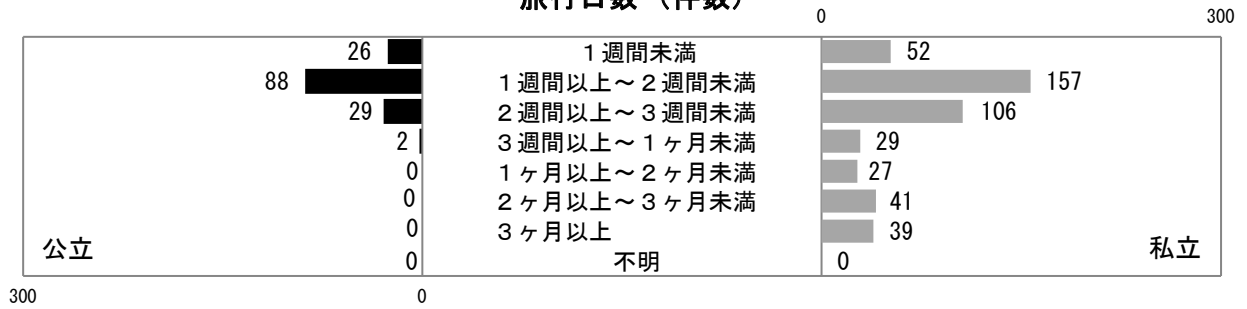 旅行日数（件数）
0 300
26 １週間未満 52
88 １週間以上～２週間未満 157
29 ２週間以上～３週間未満 106
2 ３週間以上～１ヶ月未満 29
0 １ヶ月以上～２ヶ月未満 27
0 ２ヶ月以上～３ヶ月未満 41
0 ３ヶ月以上 39
公立 0 不明 0 私立
300 0